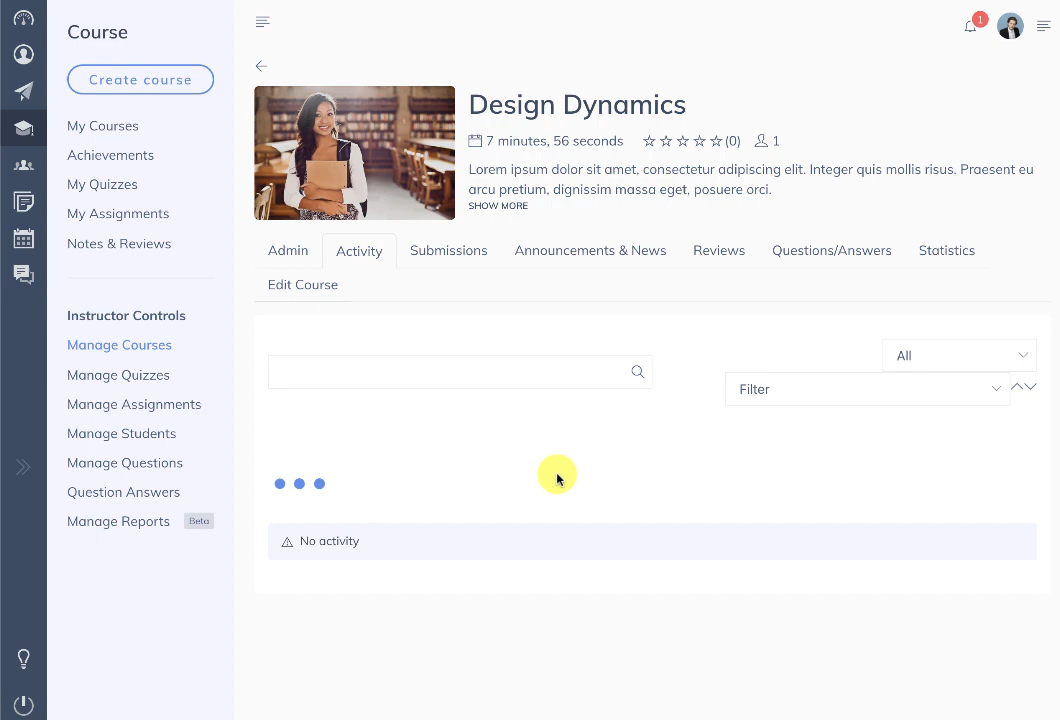 Course
Create course
My Courses
Achievements
My Quizzes
My Assignments
Notes & Reviews
Instructor Controls
Manage Courses
Manage Quizzes
Manage Assignments
Manage Students
Manage Questions
Question Answers
Manage Reports Beta
1
Design Dynamics
7 minutes, 56 seconds (0) 1
Lorem ipsum dolor sit amet, consectetur adipiscing elit. Integer quis mollis risus. Praesent eu
arcu pretium, dignissim massa eget, posuere orci.
SHOW MORE
Admin Activity Submissions Announcements & News Reviews Questions/Answers Statistics
Edit Course
All
Filter
No activity